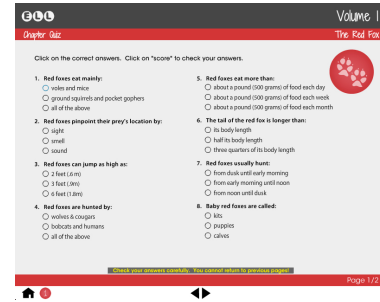 ELL
Volume 1
Chapter Quiz
The Red Fox
Click on the correct answers. Click on "score" to check your answers.
1. Red foxes eat mainly:
voles and mice
ground squirrels and pocket gophers
all of the above
2. Red foxes pinpoint their prey's location by:
sight
smell
sound
3. Red foxes can jump as high as:
2 feet (.6 m)
3 feet (.9m)
6 feet (1.8m)
4. Red foxes are hunted by:
wolves & cougars
bobcats and humans
all of the above
5. Red foxes eat more than:
about a pound (500 grams) of food each day
about a pound (500 grams) of food each week
about a pound (500 grams) of food each month
6. The tail of the red fox is longer than:
its body length
half its body length
three quarters of its body length
7. Red foxes usually hunt:
from dusk until early morning
from early morning until noon
from noon until dusk
8. Baby red foxes are called:
kits
puppies
calves
Check your answers carefully. You cannot return to previous pages!
Page 1/2